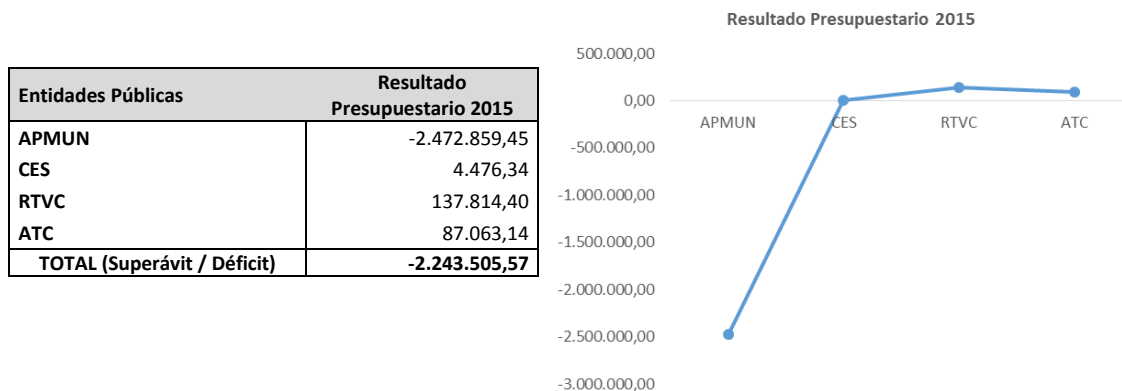 Entidades Públicas
Resultado
Presupuestario 2015
APMUN -2.472.859,45
CES 4.476,34
RTVC 137.814,40
ATC 87.063,14
TOTAL (Superávit / Déficit) -2.243.505,57
Resultado Presupuestario 2015
500.000,00
0,00
APMUN CES RTVC ATC
-500.000,00
-1.000.000,00
-1.500.000,00
-2.000.000,00
-2.500.000,00
-3.000.000,00